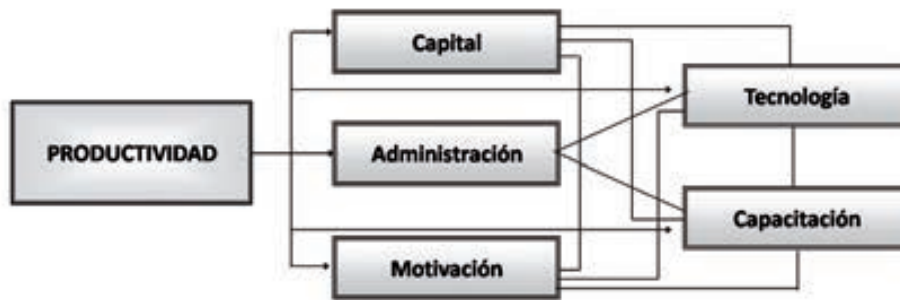 Capital
Tecnología
PRODUCTIVIDAD
Administración
Capacitación
Motivación